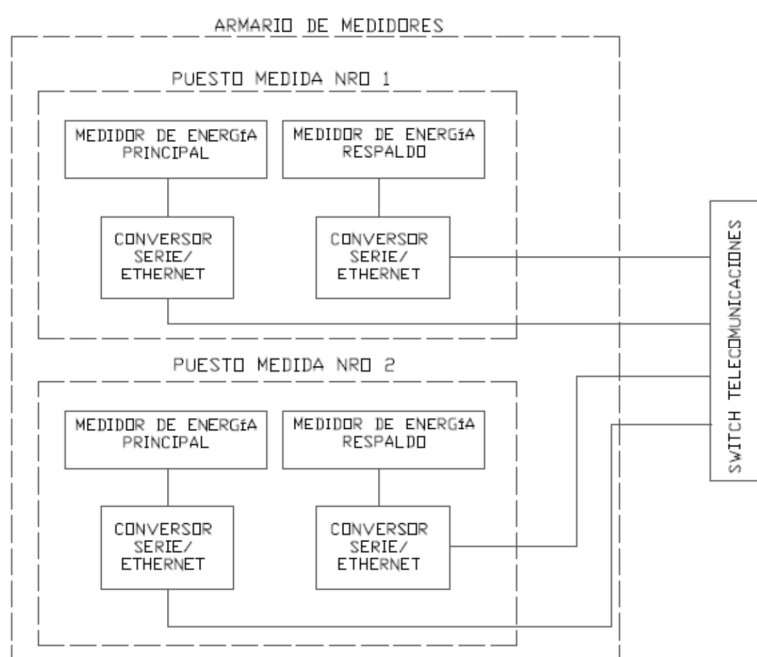 ARMARIO DE MEDIDORES
PUESTO MEDIDA NRO 1
MEDIDOR DE ENERGíA
PRINCIPAL
MEDIDOR DE ENERGíA
RESPALDO
CONVERSOR
SERIE/
ETHERNET
CONVERSOR
SERIE/
ETHERNET
PUESTO MEDIDA NRO 2
MEDIDOR DE ENERGíA
PRINCIPAL
MEDIDOR DE ENERGíA
RESPALDO
CONVERSOR
SERIE/
ETHERNET
CONVERSOR
SERIE/
ETHERNET
SWITCH TELECOMUNICACIONES